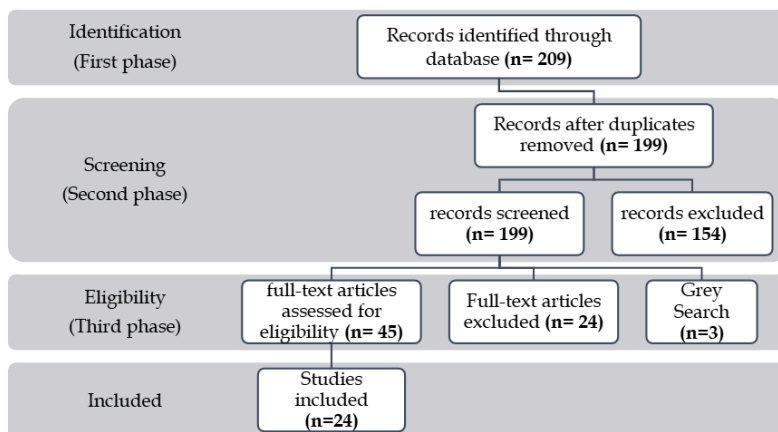 Identification
(First phase)
Records identified through
database (n= 209)
Screening
(Second phase)
Records after duplicates
removed (n= 199)
records screened
(n= 199)
records excluded
(n= 154)
Eligibility
(Third phase)
full-text articles
assessed for
eligibility (n= 45)
Full-text articles
excluded (n= 24)
Grey
Search
(n=3)
Included
Studies
included
(n=24)